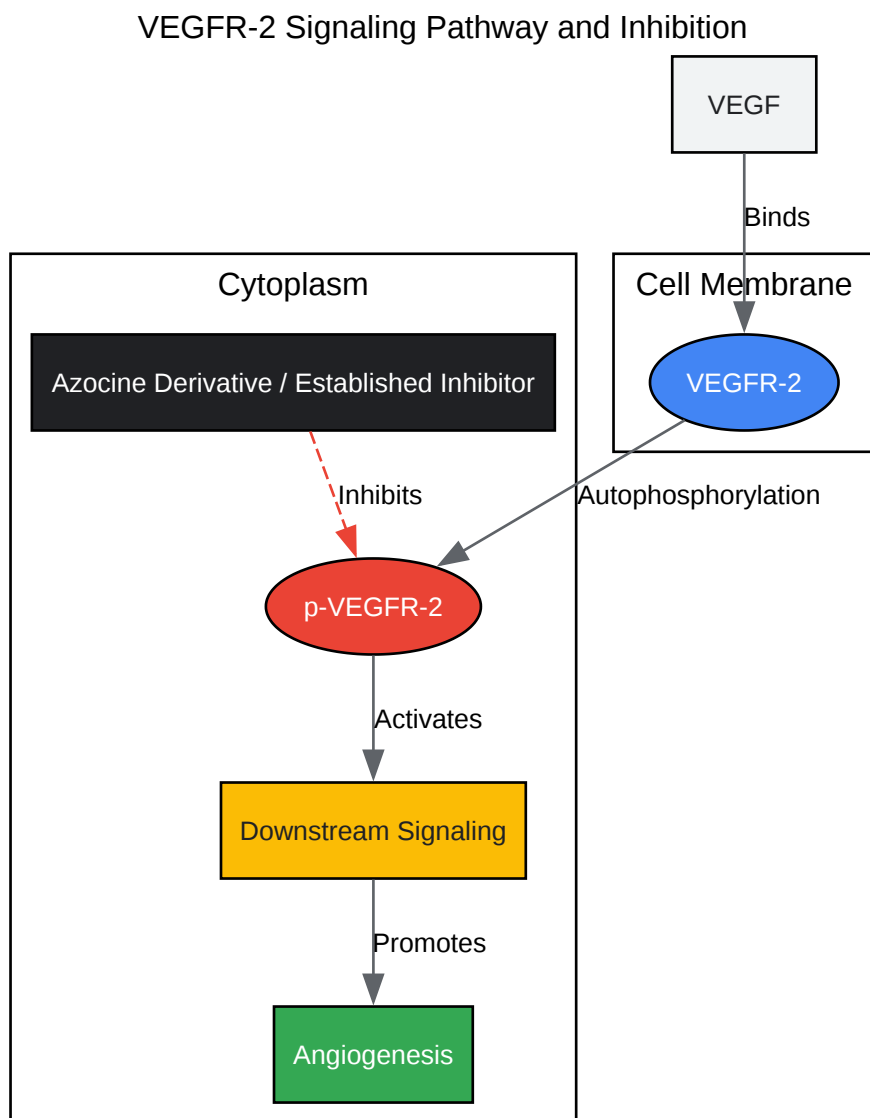 VEGFR-2 Signaling Pathway and Inhibition
VEGF
Binds
Cytoplasm
Cell Membrane
Azocine Derivative / Established Inhibitor
VEGFR-2
Inhibits
Autophosphorylation
p-VEGFR-2
Activates
Downstream Signaling
Promotes
Angiogenesis